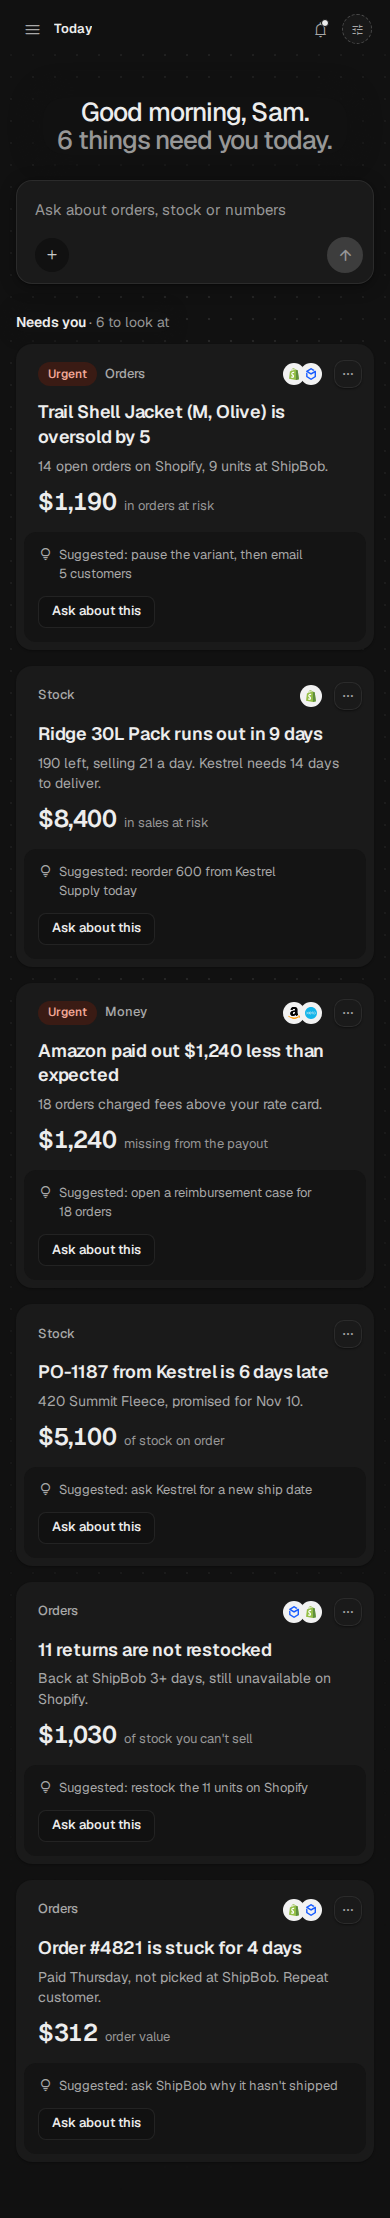 Today
Good morning, Sam.
6 things need you today.
Ask about orders, stock or numbers
Needs you · 6 to look at
Urgent Orders
Trail Shell Jacket (M, Olive) is
oversold by 5
14 open orders on Shopify, 9 units at ShipBob.
$1,190 in orders at risk
Suggested: pause the variant, then email
5 customers
Ask about this
Stock
Ridge 30L Pack runs out in 9 days
190 left, selling 21 a day. Kestrel needs 14 days
to deliver.
$8,400 in sales at risk
Suggested: reorder 600 from Kestrel
Supply today
Ask about this
Urgent Money
Amazon paid out $1,240 less than
expected
18 orders charged fees above your rate card.
$1,240 missing from the payout
Suggested: open a reimbursement case for
18 orders
Ask about this
Stock
PO-1187 from Kestrel is 6 days late
420 Summit Fleece, promised for Nov 10.
$5,100 of stock on order
Suggested: ask Kestrel for a new ship date
Ask about this
Orders
11 returns are not restocked
Back at ShipBob 3+ days, still unavailable on
Shopify.
$1,030 of stock you can't sell
Suggested: restock the 11 units on Shopify
Ask about this
Orders
Order #4821 is stuck for 4 days
Paid Thursday, not picked at ShipBob. Repeat
customer.
$312 order value
Suggested: ask ShipBob why it hasn't shipped
Ask about this